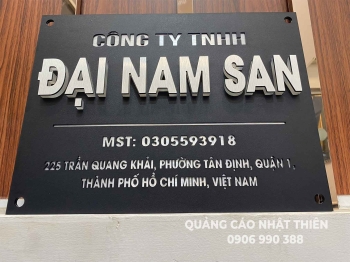 CÔNG TY TNHH
ĐẠI NAM SAN
MST: 0305593918
225 TRẦN QUANG KHẢI, PHƯỜNG TÂN ĐỊNH, QUẬN 1,
THÀNH PHỐ HỒ CHÍ MINH, VIỆT NAM
QUẢNG CÁO NHẬT THIÊN
0906 990 388